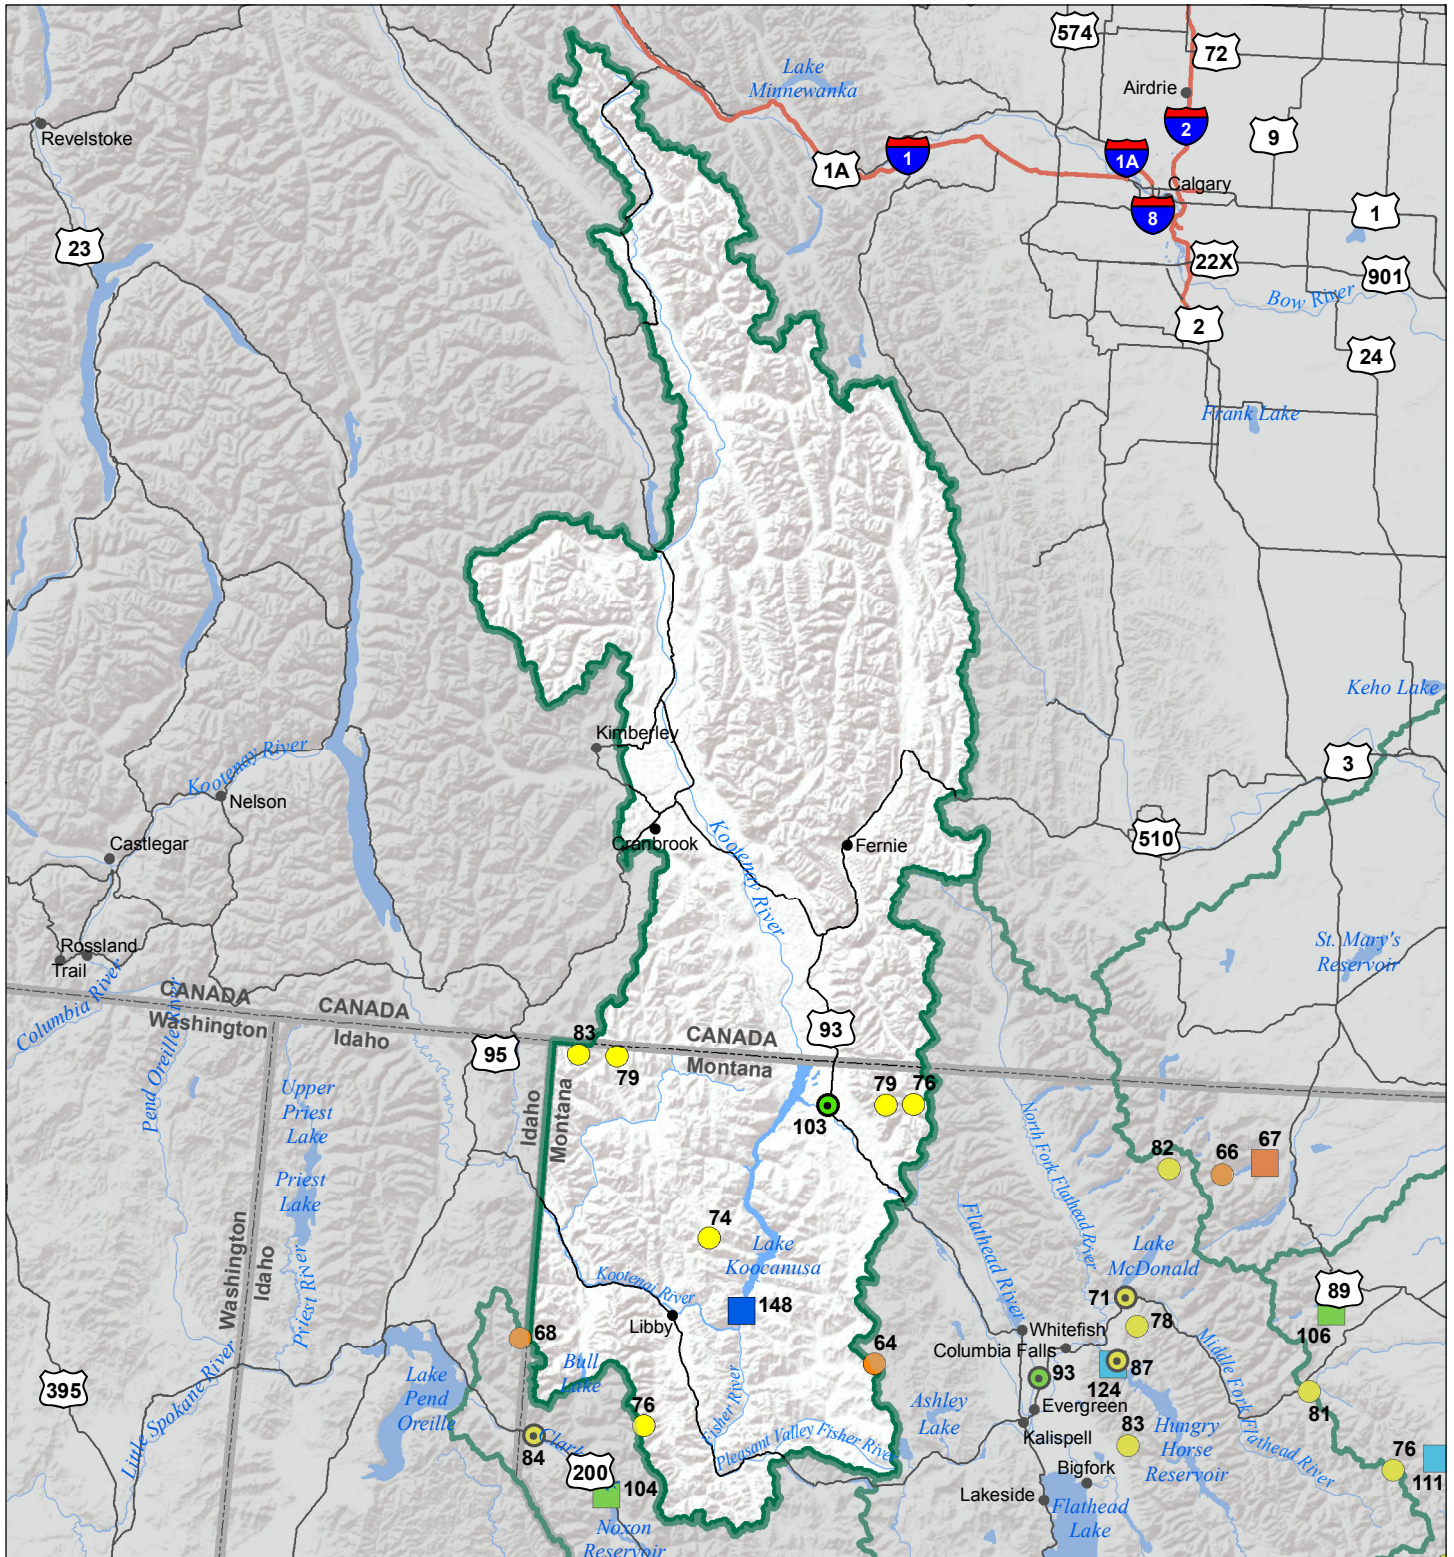 574
72
Lake
Minnewanka
Airdrie
Revelstoke
2
9
1
1A
1A
Calgary
8
1
23
22X
901
Bow River
2
24
Frank Lake
Keho Lake
Kimberley
Kootenay River
3
Nelson
Castlegar
Cranbrook
Kootenay River
Fernie
510
Rossland
Trail
St. Mary's
Reservoir
Columbia River
CANADA
Washington
CANADA
Idaho
Pend Oreille River
95
83
79
CANADA
Montana
93
79
76
103
Idaho
Montana
Upper
Priest
Lake
Priest
Lake
North Fork Flathead River
82
66
67
74
Lake
Koocanusa
Flathead River
Lake
McDonald
Washington
Idaho
Priest River
Kootenai River
148
Libby
71
78
89
106
Whitefish
Columbia Falls
68
64
87
124
93
Middle Fork Flathead River
395
Little Spokane River
Lake
Pend
Oreille
Bull
Lake
Fisher River
76
Ashley
Lake
Evergreen
Kalispell
83
Hungry
Horse
Reservoir
81
84
Clark
200
104
Pleasant Valley Fisher River
Bigfork
Lakeside
Flathead
Lake
76
111
Noxon
Reservoir